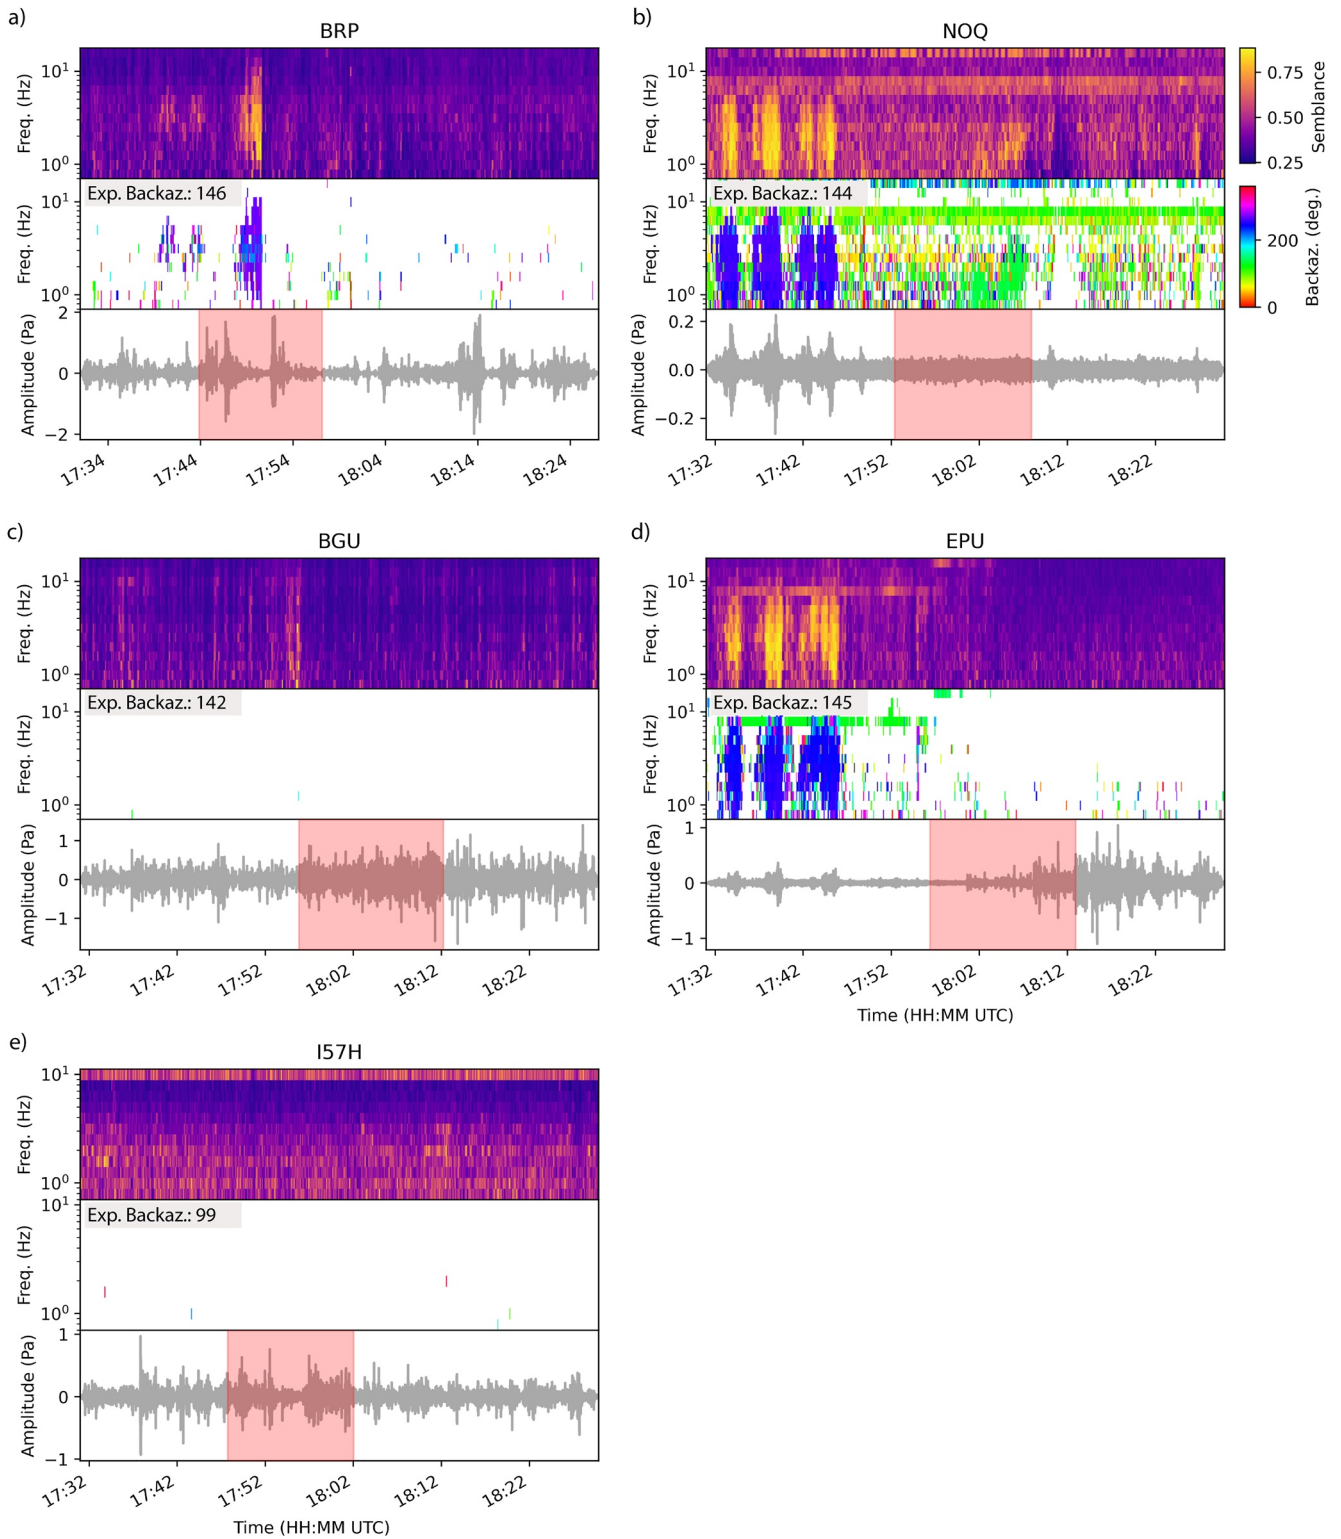 a)
BRP
Freq. (Hz)
10¹
10⁰
Exp. Backaz.: 146
Freq. (Hz)
10¹
10⁰
Amplitude (Pa)
2
0
−2
17:34
17:44
17:54
18:04
18:14
18:24
b)
NOQ
Freq. (Hz)
10¹
10⁰
Exp. Backaz.: 144
Freq. (Hz)
10¹
10⁰
Amplitude (Pa)
0.2
0.0
−0.2
17:32
17:42
17:52
18:02
18:12
18:22
0.75
0.50
0.25
Semblance
200
0
Backaz. (deg.)
c)
BGU
Freq. (Hz)
10¹
10⁰
Exp. Backaz.: 142
Freq. (Hz)
10¹
10⁰
Amplitude (Pa)
1
0
−1
17:32
17:42
17:52
18:02
18:12
18:22
d)
EPU
Freq. (Hz)
10¹
10⁰
Exp. Backaz.: 145
Freq. (Hz)
10¹
10⁰
Amplitude (Pa)
1
0
−1
17:32
17:42
17:52
18:02
18:12
18:22
Time (HH:MM UTC)
e)
I57H
Freq. (Hz)
10¹
10⁰
Exp. Backaz.: 99
Freq. (Hz)
10¹
10⁰
Amplitude (Pa)
1
0
−1
17:32
17:42
17:52
18:02
18:12
18:22
Time (HH:MM UTC)